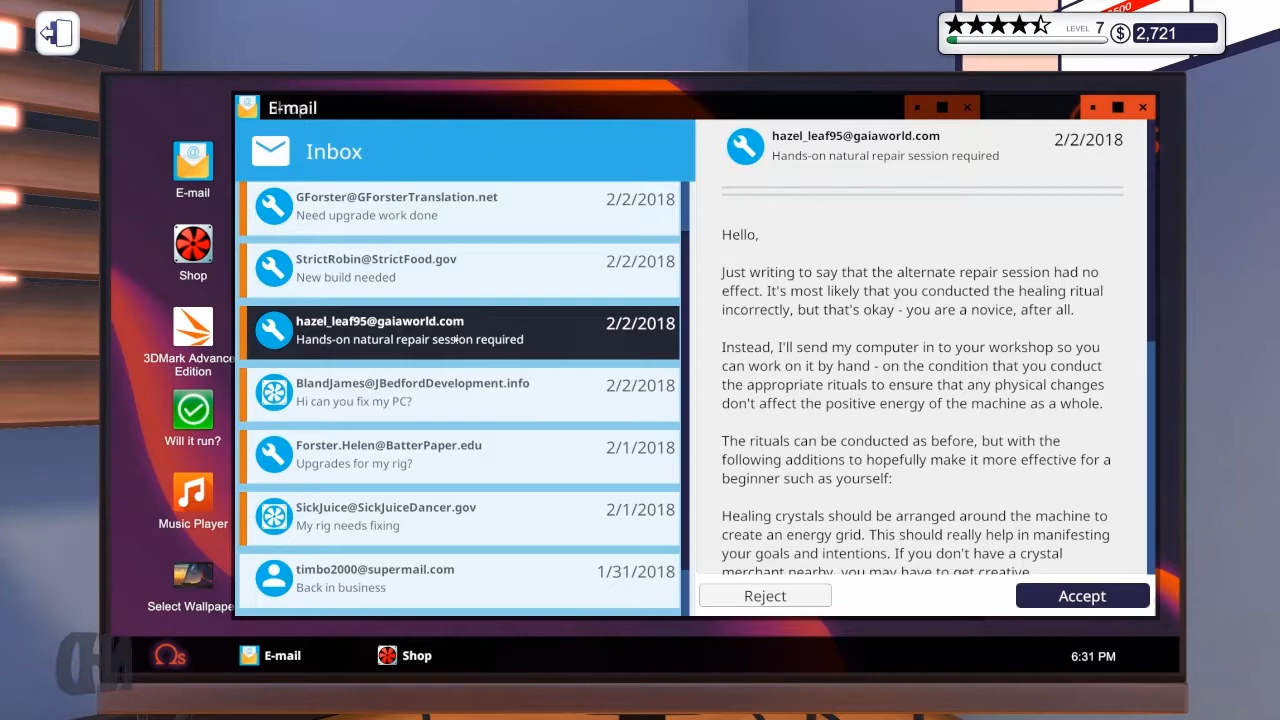 LEVEL 7
$ 2,721
E-mail
Inbox
GForster@GForsterTranslation.net
2/2/2018
Need upgrade work done
StrictRobin@StrictFood.gov
2/2/2018
New build needed
hazel_leaf95@gaiaworld.com
2/2/2018
Hands-on natural repair session required
BlandJames@JBedfordDevelopment.info
2/2/2018
Hi can you fix my PC?
Forster.Helen@BatterPaper.edu
2/1/2018
Upgrades for my rig?
SickJuice@SickJuiceDancer.gov
2/1/2018
My rig needs fixing
timbo2000@supermail.com
1/31/2018
Back in business
hazel_leaf95@gaiaworld.com
2/2/2018
Hands-on natural repair session required
Hello,
Just writing to say that the alternate repair session had no
effect. It's most likely that you conducted the healing ritual
incorrectly, but that's okay - you are a novice, after all.
Instead, I'll send my computer in to your workshop so you
can work on it by hand - on the condition that you conduct
the appropriate rituals to ensure that any physical changes
don't affect the positive energy of the machine as a whole.
The rituals can be conducted as before, but with the
following additions to hopefully make it more effective for a
beginner such as yourself:
Healing crystals should be arranged around the machine to
create an energy grid. This should really help in manifesting
your goals and intentions. If you don't have a crystal
merchant nearby, you may have to get creative.
Reject
Accept
E-mail
Shop
3DMark Advance
Edition
Will it run?
Music Player
Select Wallpape
Ωs
E-mail
Shop
6:31 PM